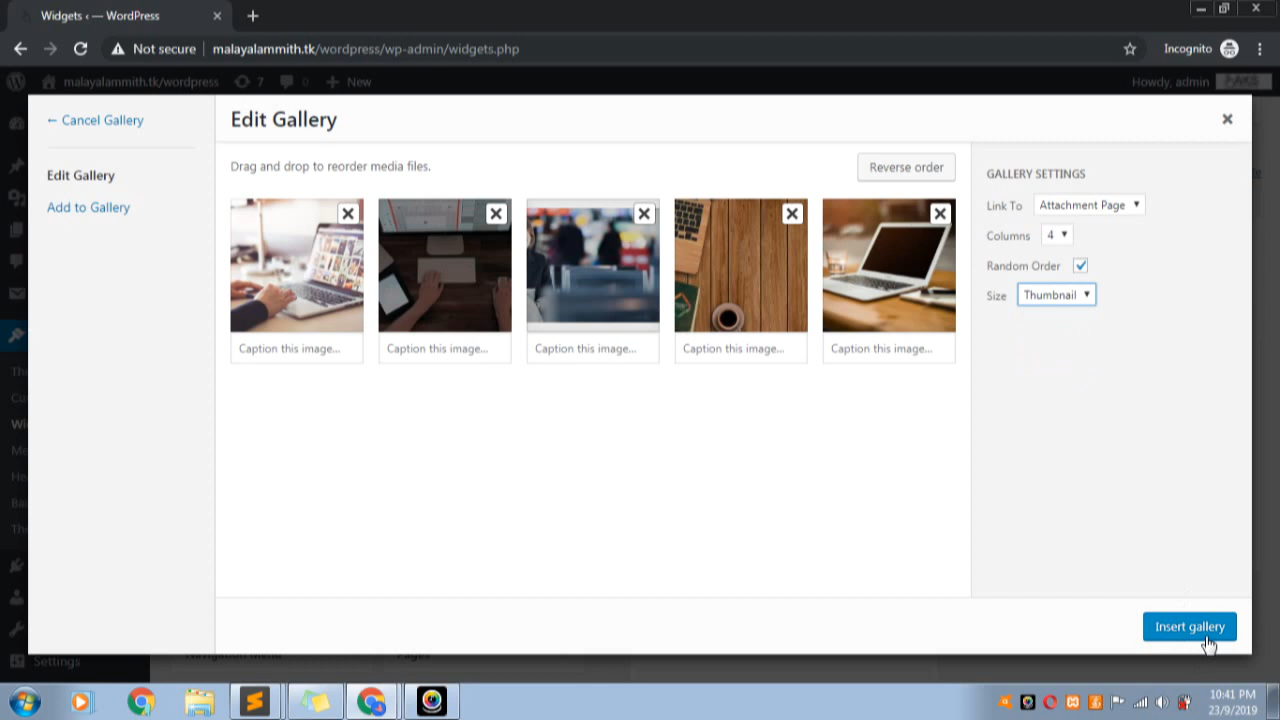 Widgets ‹ — WordPress
Not secure
malayalammith.tk/wordpress/wp-admin/widgets.php
Incognito
malayalammith.tk/wordpress
7
0
New
Howdy, admin
← Cancel Gallery
Edit Gallery
Drag and drop to reorder media files.
Reverse order
GALLERY SETTINGS
Edit Gallery
Add to Gallery
Link To
Attachment Page
Columns
4
Random Order
Size
Thumbnail
Caption this image...
Caption this image...
Caption this image...
Caption this image...
Caption this image...
Insert gallery
Settings
10:41 PM
23/9/2019